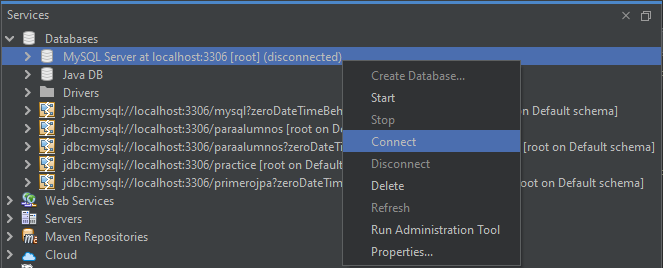 Services
Databases
MySQL Server at localhost:3306 [root] (disconnected)
Java DB
Drivers
jdbc:mysql://localhost:3306/mysql?zeroDateTimeBeh on Default schema]
jdbc:mysql://localhost:3306/paraalumnos [root on D
jdbc:mysql://localhost:3306/paraalumnos?zeroDateTim [root on Default schema]
jdbc:mysql://localhost:3306/practice [root on Default
jdbc:mysql://localhost:3306/primerojpa?zeroDateTim oot on Default schema]
Web Services
Servers
Maven Repositories
Cloud
Create Database...
Start
Stop
Connect
Disconnect
Delete
Refresh
Run Administration Tool
Properties...